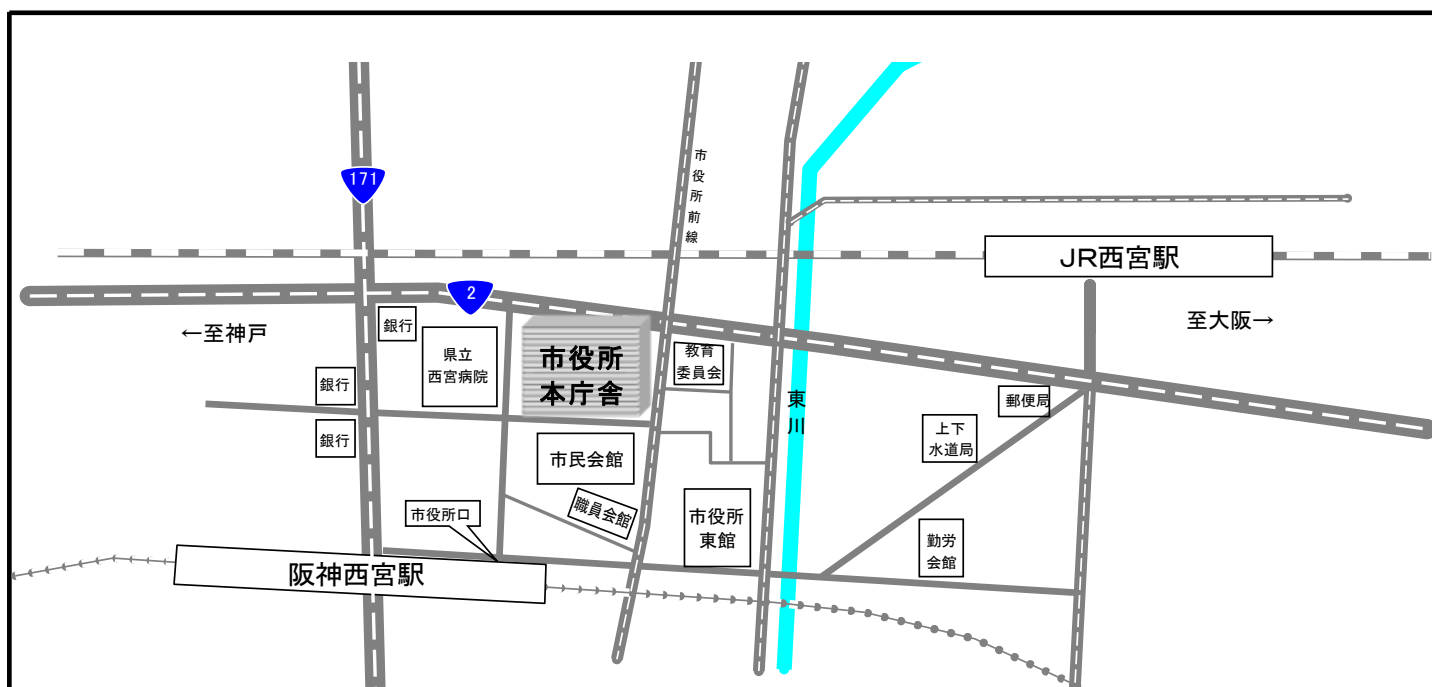 171
市役所前線
JR西宮駅
2
←至神戸
至大阪→
銀行
県立
西宮病院
市役所
本庁舎
教育
委員会
銀行
東川
郵便局
銀行
上下
水道局
市民会館
職員会館
市役所口
市役所
東館
勤労
会館
阪神西宮駅